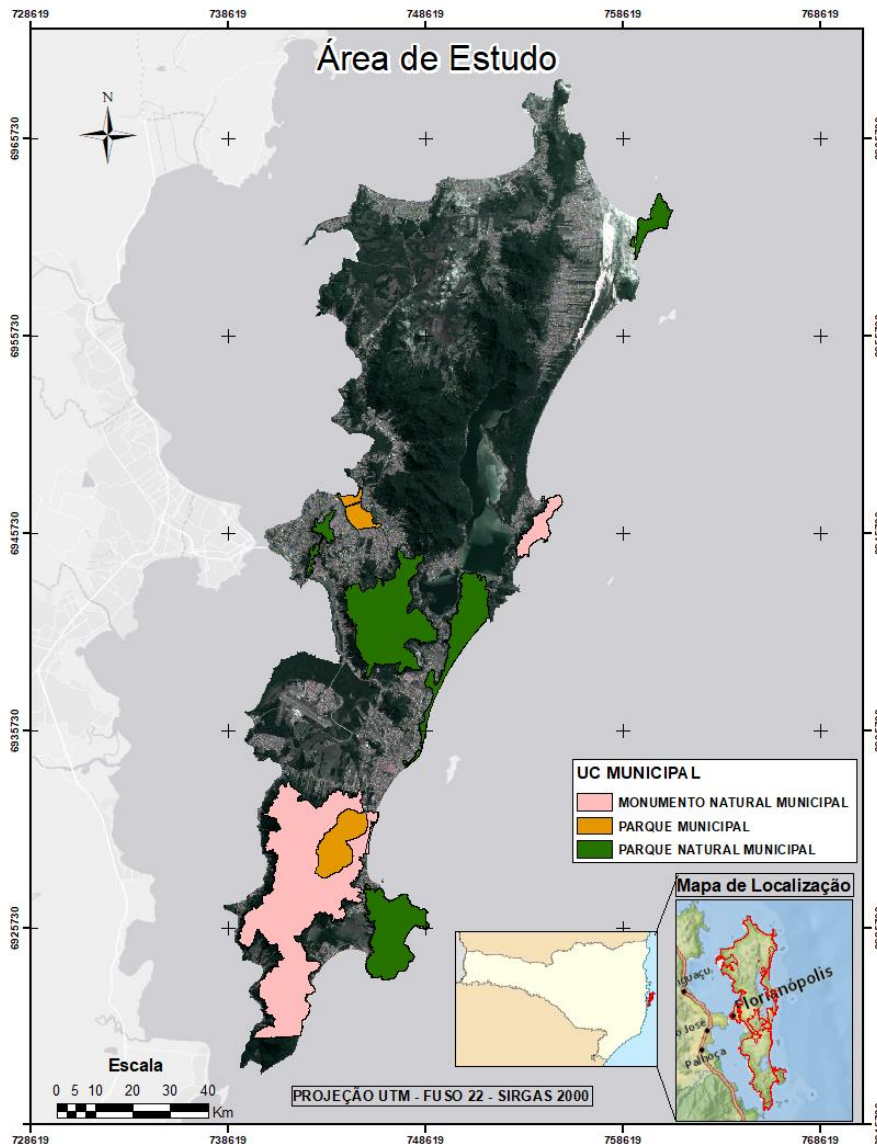 728619 738619 748619 758619 768619
Área de Estudo
N
6965730
6955730
6945730
6935730
6925730
UC MUNICIPAL
MONUMENTO NATURAL MUNICIPAL
PARQUE MUNICIPAL
PARQUE NATURAL MUNICIPAL
Mapa de Localização
iguaçu.
Florianópolis
o José
Palhoça
Escala
0 5 10 20 30 40
Km
PROJEÇÃO UTM - FUSO 22 - SIRGAS 2000
728619 738619 748619 758619 768619